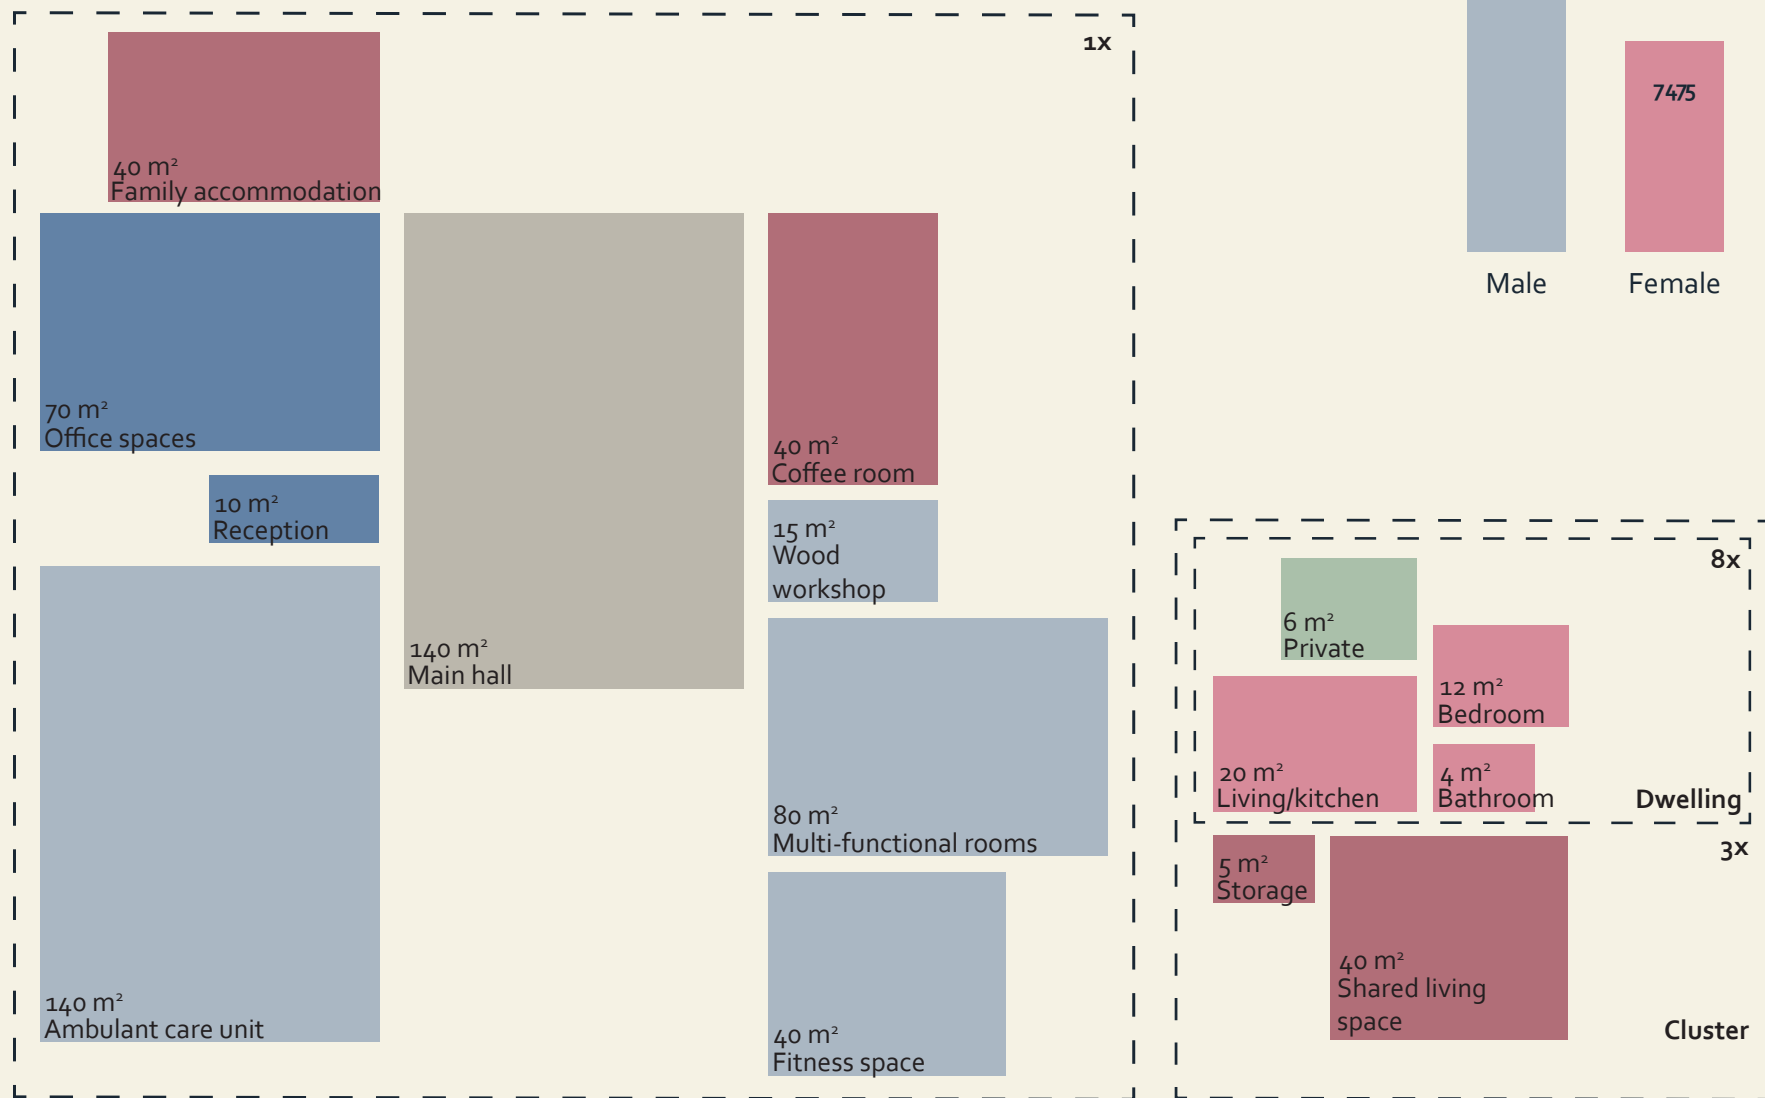 1x
40 m²
Family accommodation
70 m²
Office spaces
10 m²
Reception
140 m²
Ambulant care unit
140 m²
Main hall
40 m²
Coffee room
15 m²
Wood
workshop
80 m²
Multi-functional rooms
40 m²
Fitness space
7475
Male
Female
8x
6 m²
Private
12 m²
Bedroom
20 m²
Living/kitchen
4 m²
Bathroom
Dwelling
3x
5 m²
Storage
40 m²
Shared living
space
Cluster